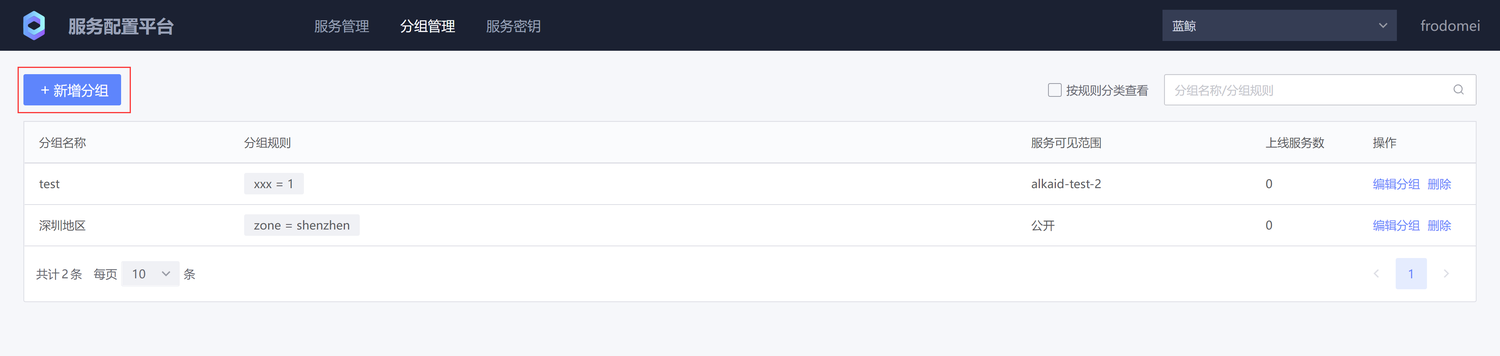 服务配置平台 服务管理 分组管理 服务密钥 蓝鲸 frodomei
+ 新增分组 按规则分类查看 分组名称/分组规则
分组名称 分组规则 服务可见范围 上线服务数 操作
test xxx = 1 alkaid-test-2 0 编辑分组 删除
深圳地区 zone = shenzhen 公开 0 编辑分组 删除
共计 2 条 每页 10 条 1